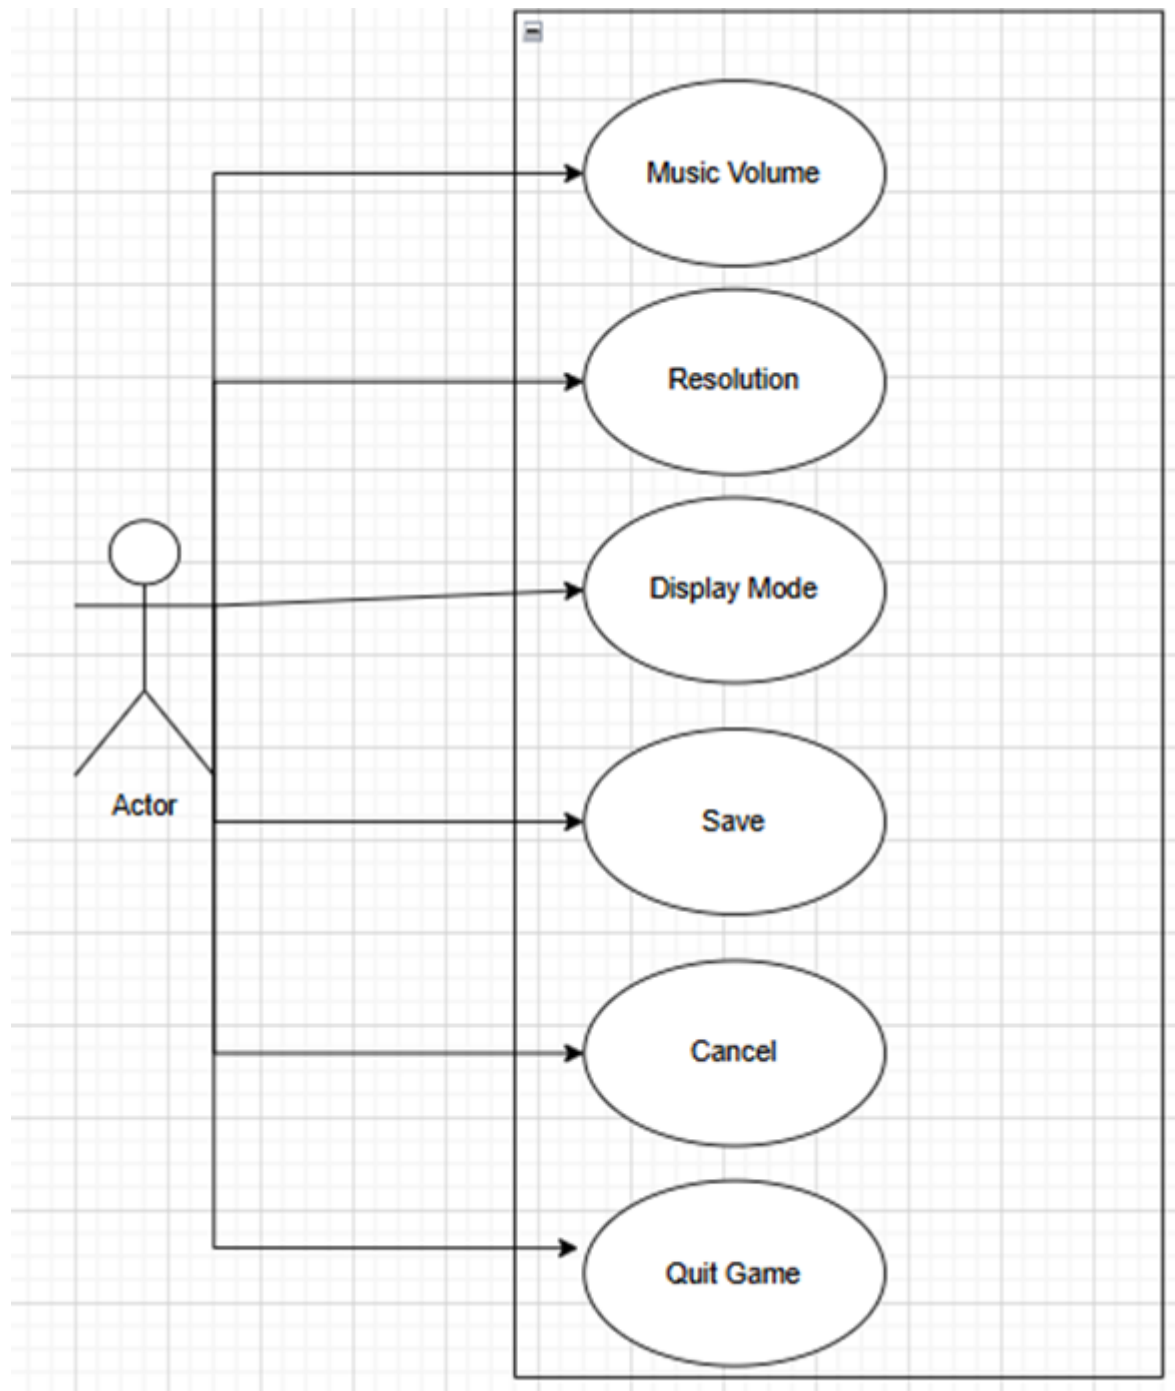 Music Volume
Resolution
Display Mode
Actor
Save
Cancel
Quit Game